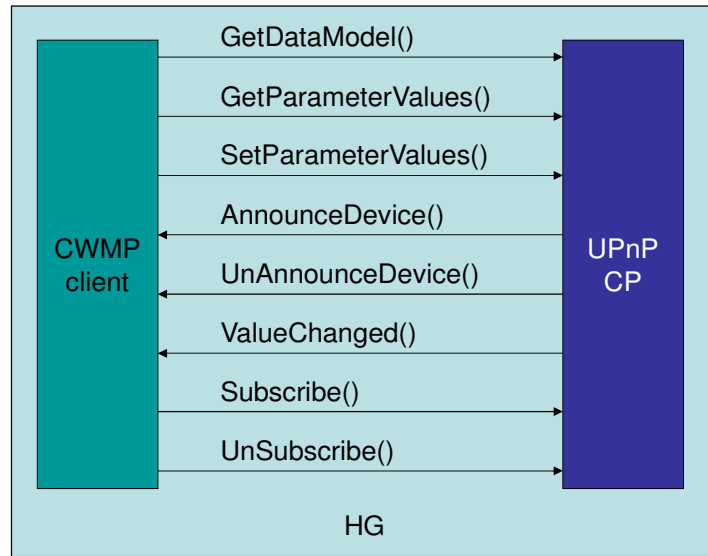 GetDataModel()
GetParameterValues()
SetParameterValues()
AnnounceDevice()
CWMP
client
UPnP
CP
UnAnnounceDevice()
ValueChanged()
Subscribe()
UnSubscribe()
HG